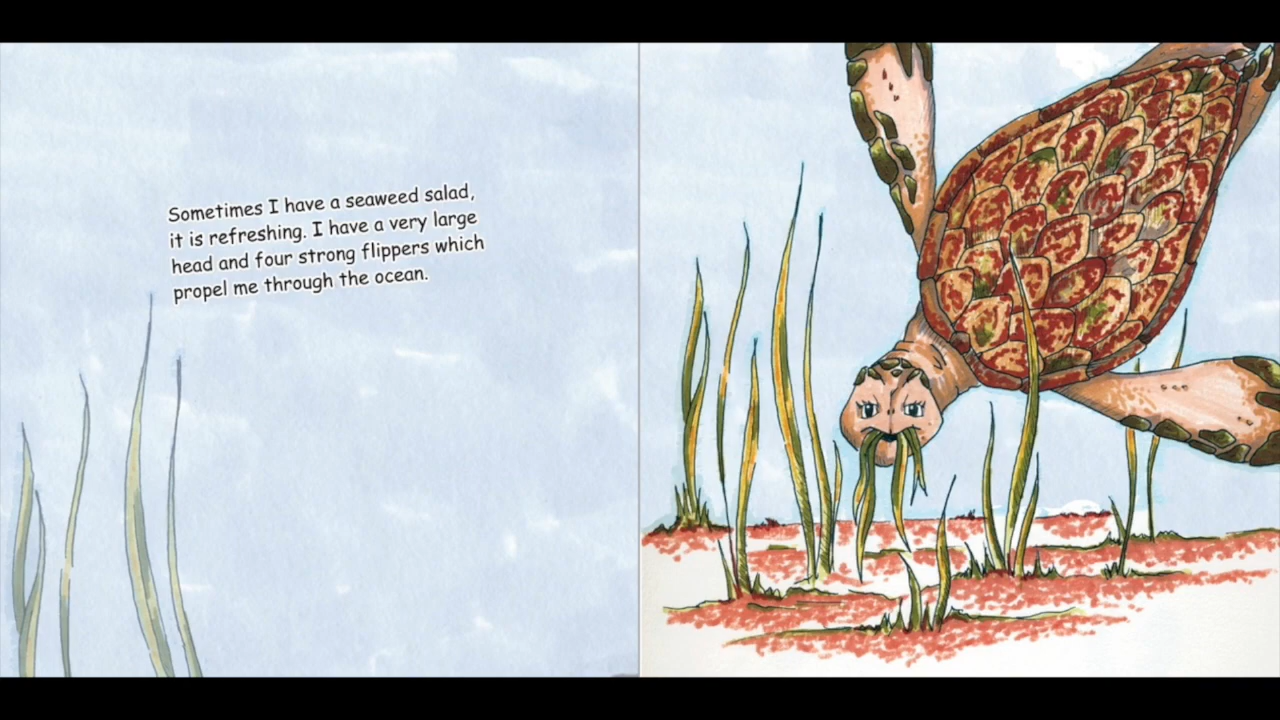 Sometimes I have a seaweed salad,
it is refreshing. I have a very large
head and four strong flippers which
propel me through the ocean.